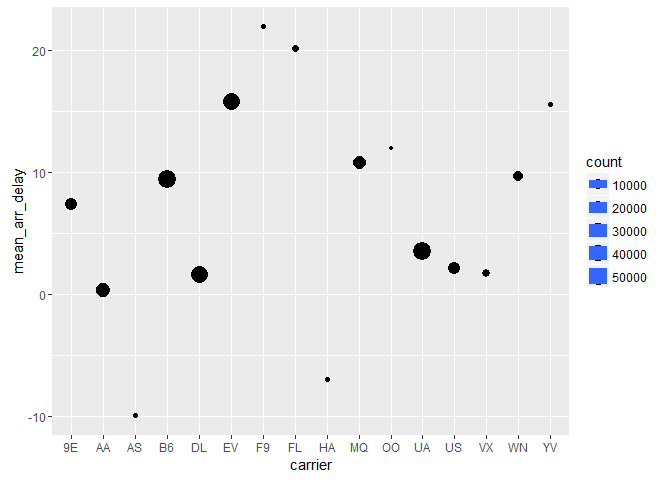 20
10
0
-10
mean_arr_delay
9E AA AS B6 DL EV F9 FL HA MQ OO UA US VX WN YV
carrier
count
10000
20000
30000
40000
50000